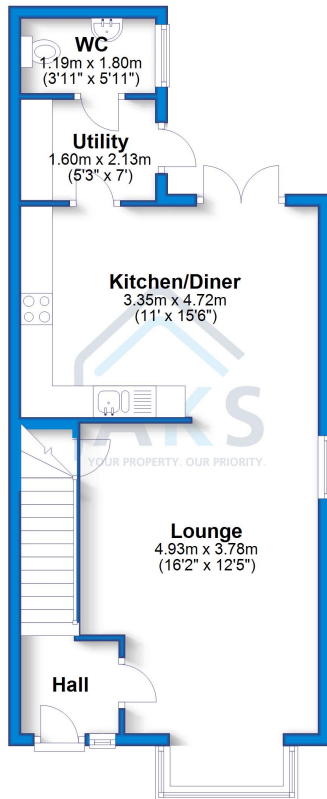 WC
1.19m x 1.80m
(3'11" x 5'11")
Utility
1.60m x 2.13m
(5'3" x 7')
Kitchen/Diner
3.35m x 4.72m
(11' x 15'6")
AKS
YOUR PROPERTY. OUR PRIORITY.
Lounge
4.93m x 3.78m
(16'2" x 12'5")
Hall